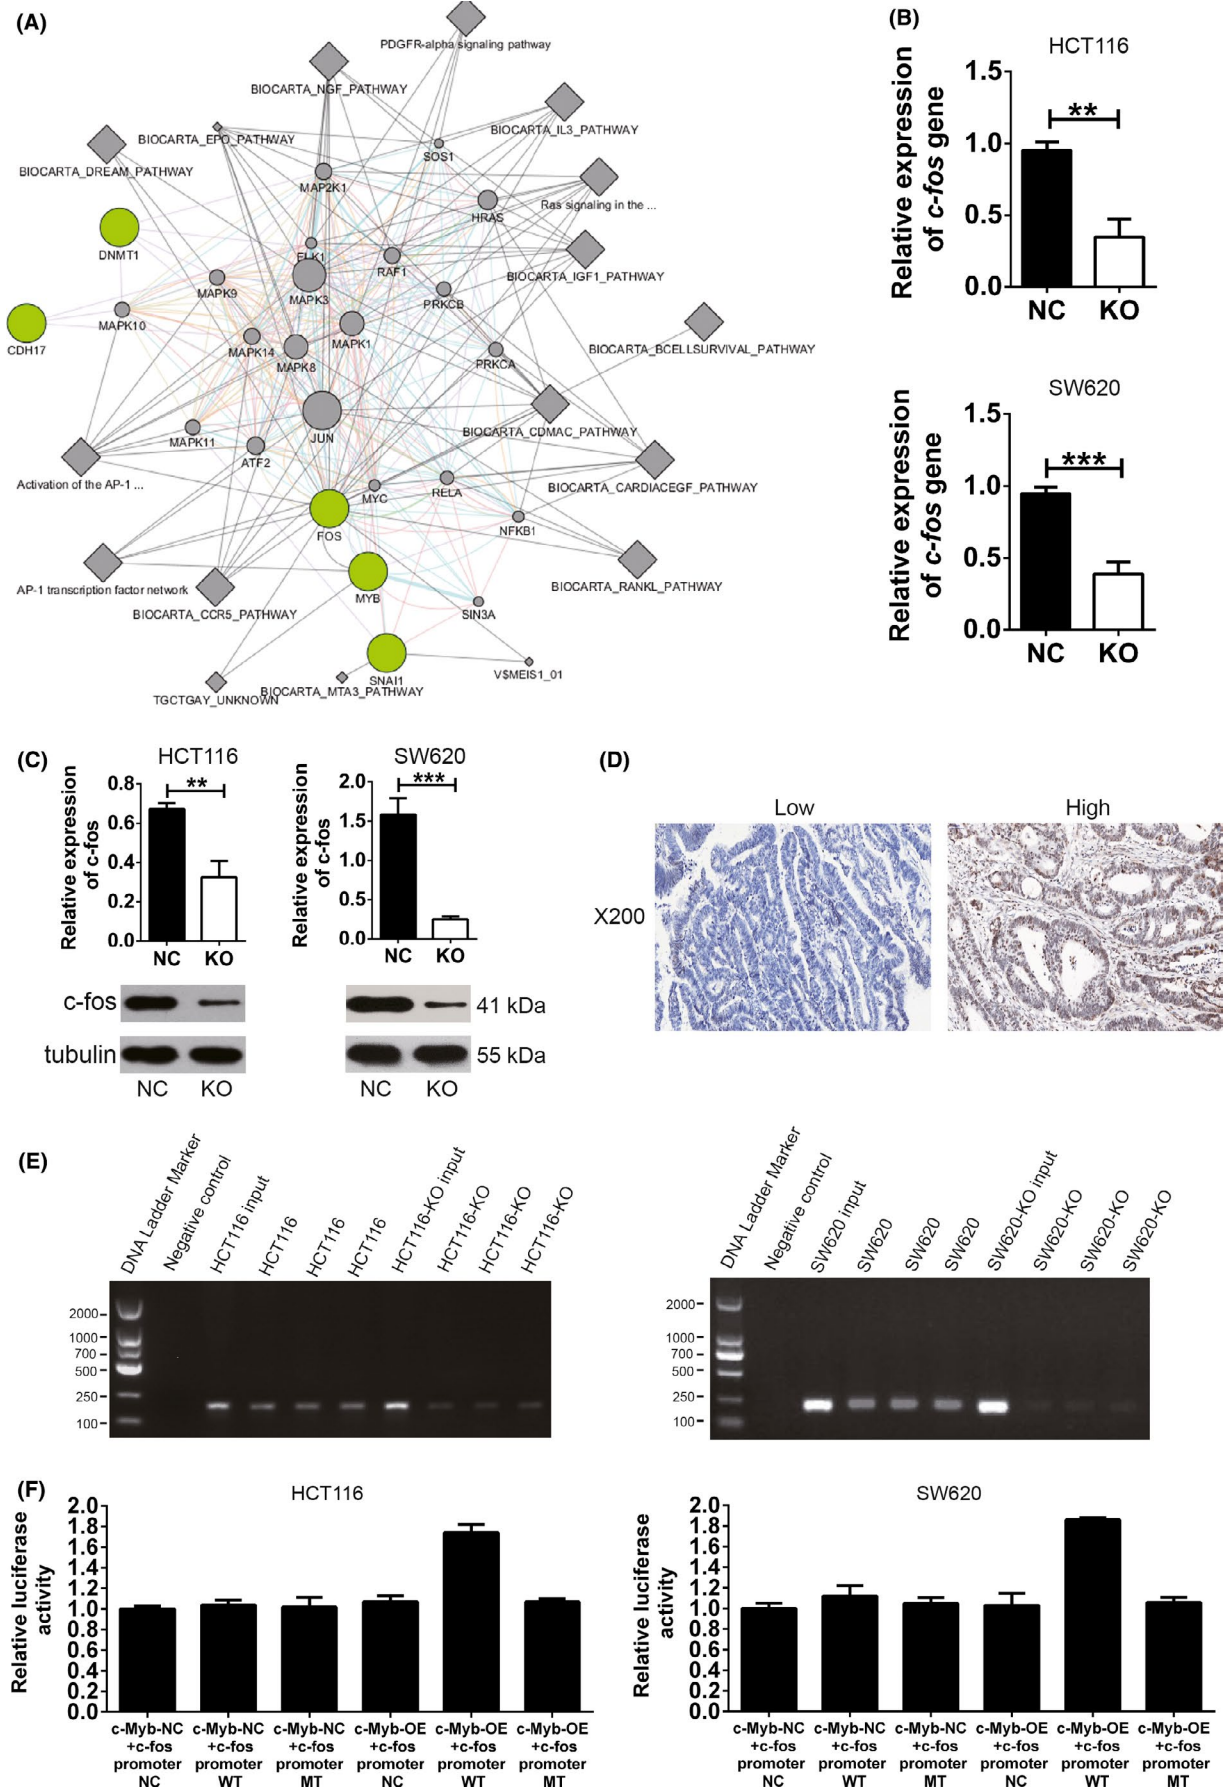 (A)
PDGFR-alpha signaling pathway
BIOCARTA_NGF_PATHWAY
BIOCARTA_IL3_PATHWAY
BIOCARTA_EPO_PATHWAY
SOS1
BIOCARTA_DREAM_PATHWAY
MAP2K1
Ras signaling in the ...
HRAS
DNMT1
ELK1
RAF1
BIOCARTA_IGF1_PATHWAY
MAPK9
MAPK3
PRKCB
MAPK10
CDH17
MAPK14
MAPK1
MAPK8
PRKCA
BIOCARTA_BCELLSURVIVAL_PATHWAY
JUN
BIOCARTA_CDMAC_PATHWAY
MAPK11
ATF2
Activation of the AP-1 ...
MYC
RELA
BIOCARTA_CARDIACEGF_PATHWAY
FOS
NFKB1
AP-1 transcription factor network
BIOCARTA_RANKL_PATHWAY
BIOCARTA_CCR5_PATHWAY
MYB
SIN3A
SNAI1
V$MEIS1_01
BIOCARTA_MTA3_PATHWAY
TGCTGAY_UNKNOWN
(B)
HCT116
Relative expression
of c-fos gene
1.5
1.0
0.5
0.0
**
NC KO
SW620
Relative expression
of c-fos gene
1.5
1.0
0.5
0.0
***
NC KO
(C)
HCT116
Relative expression
of c-fos
0.8
0.6
0.4
0.2
0.0
**
NC KO
SW620
Relative expression
of c-fos
2.0
1.5
1.0
0.5
0.0
***
NC KO
c-fos 41 kDa
tubulin 55 kDa
NC KO NC KO
(D)
Low High
X200
(E)
DNA Ladder Marker
Negative control
HCT116 input
HCT116
HCT116
HCT116
HCT116-KO input
HCT116-KO
HCT116-KO
HCT116-KO
2000
1000
700
500
250
100
DNA Ladder Marker
Negative control
SW620 input
SW620
SW620
SW620
SW620-KO input
SW620-KO
SW620-KO
SW620-KO
2000
1000
700
500
250
100
(F)
HCT116
Relative luciferase
activity
2.0
1.8
1.6
1.4
1.2
1.0
0.8
0.6
0.4
0.2
0.0
c-Myb-NC c-Myb-NC c-Myb-NC c-Myb-OE c-Myb-OE c-Myb-OE
+c-fos +c-fos +c-fos +c-fos +c-fos +c-fos
promoter promoter promoter promoter promoter promoter
NC WT MT NC WT MT
SW620
Relative luciferase
activity
2.0
1.8
1.6
1.4
1.2
1.0
0.8
0.6
0.4
0.2
0.0
c-Myb-NC c-Myb-NC c-Myb-NC c-Myb-OE c-Myb-OE c-Myb-OE
+c-fos +c-fos +c-fos +c-fos +c-fos +c-fos
promoter promoter promoter promoter promoter promoter
NC WT MT NC WT MT